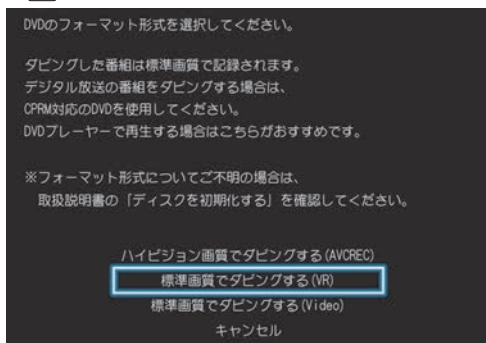 DVDのフォーマット形式を選択してください。
ダビングした番組は標準画質で記録されます。
デジタル放送の番組をダビングする場合は、
CPRM対応のDVDを使用してください。
DVDプレーヤーで再生する場合はこちらがおすすめです。
※フォーマット形式についてご不明の場合は、
取扱説明書の「ディスクを初期化する」を確認してください。
ハイビジョン画質でダビングする(AVCREC)
標準画質でダビングする(VR)
標準画質でダビングする(Video)
キャンセル